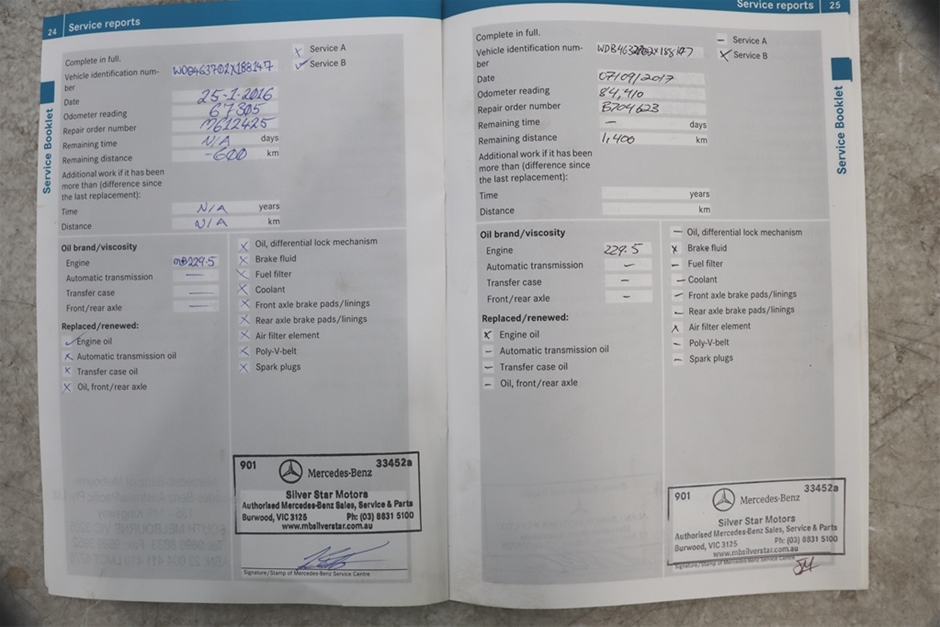 24 Service reports
Complete in full.
× Service A
✓ Service B
Vehicle identification num-
ber WDB4637021X188147
Date 25-1-2016
Odometer reading 67305
Repair order number M612425
Remaining time N/A days
Remaining distance -600 km
Additional work if it has been
more than (difference since
the last replacement):
Time N/A years
Distance N/A km
Oil brand/viscosity
Engine MB229.5
Automatic transmission —
Transfer case —
Front/rear axle —
Replaced/renewed:
✓ Engine oil
× Automatic transmission oil
× Transfer case oil
× Oil, front/rear axle
× Oil, differential lock mechanism
× Brake fluid
× Fuel filter
× Coolant
× Front axle brake pads/linings
× Rear axle brake pads/linings
× Air filter element
× Poly-V-belt
× Spark plugs
901 33452a
Mercedes-Benz
Silver Star Motors
Authorised Mercedes-Benz Sales, Service & Parts
Burwood, VIC 3125 Ph: (03) 8831 5100
www.mbsilverstar.com.au
Signature/Stamp of Mercedes-Benz Service Centre
Service Booklet
Service reports 25
Complete in full.
– Service A
× Service B
Vehicle identification num-
ber
Date 07/09/2017
Odometer reading 84,410
Repair order number B704623
Remaining time – days
Remaining distance 1,400 km
Additional work if it has been
more than (difference since
the last replacement):
Time years
Distance km
Oil brand/viscosity
Engine 229.5
Automatic transmission –
Transfer case –
Front/rear axle –
Replaced/renewed:
× Engine oil
– Automatic transmission oil
– Transfer case oil
– Oil, front/rear axle
– Oil, differential lock mechanism
× Brake fluid
– Fuel filter
– Coolant
– Front axle brake pads/linings
– Rear axle brake pads/linings
× Air filter element
– Poly-V-belt
– Spark plugs
901 33452a
Mercedes-Benz
Silver Star Motors
Authorised Mercedes-Benz Sales, Service & Parts
Burwood, VIC 3125 Ph: (03) 8831 5100
www.mbsilverstar.com.au
Signature/Stamp of Mercedes-Benz Service Centre
Service Booklet